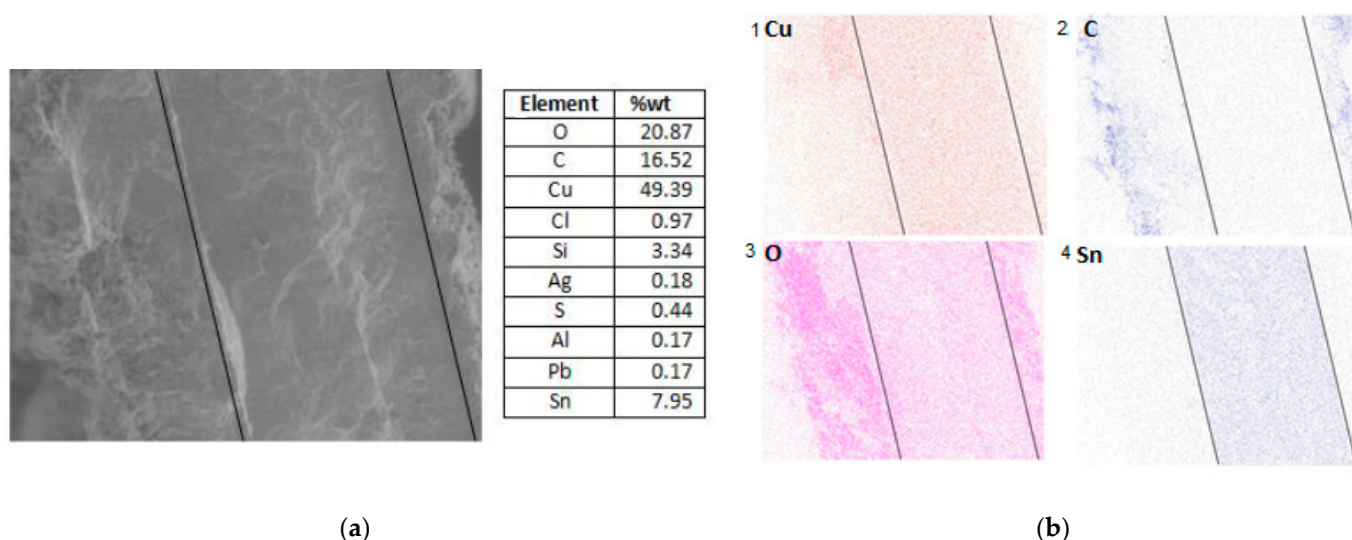 Element %wt
O 20.87
C 16.52
Cu 49.39
Cl 0.97
Si 3.34
Ag 0.18
S 0.44
Al 0.17
Pb 0.17
Sn 7.95
1 Cu
2 C
3 O
4 Sn
(a)
(b)